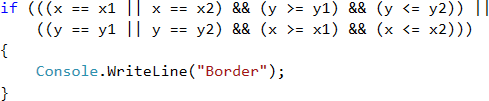 if (((x == x1 || x == x2) && (y >= y1) && (y <= y2)) ||
    ((y == y1 || y == y2) && (x >= x1) && (x <= x2)))
{
    Console.WriteLine("Border");
}